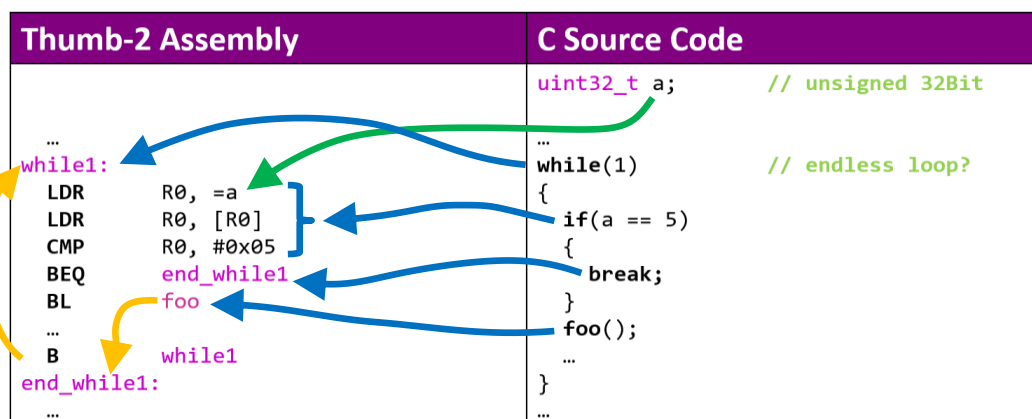 Thumb-2 Assembly
C Source Code
uint32_t a; // unsigned 32Bit
… …
while1: while(1) // endless loop?
LDR R0, =a {
LDR R0, [R0] if(a == 5)
CMP R0, #0x05 {
BEQ end_while1 break;
BL foo }
… foo();
B while1 …
end_while1: }
… …